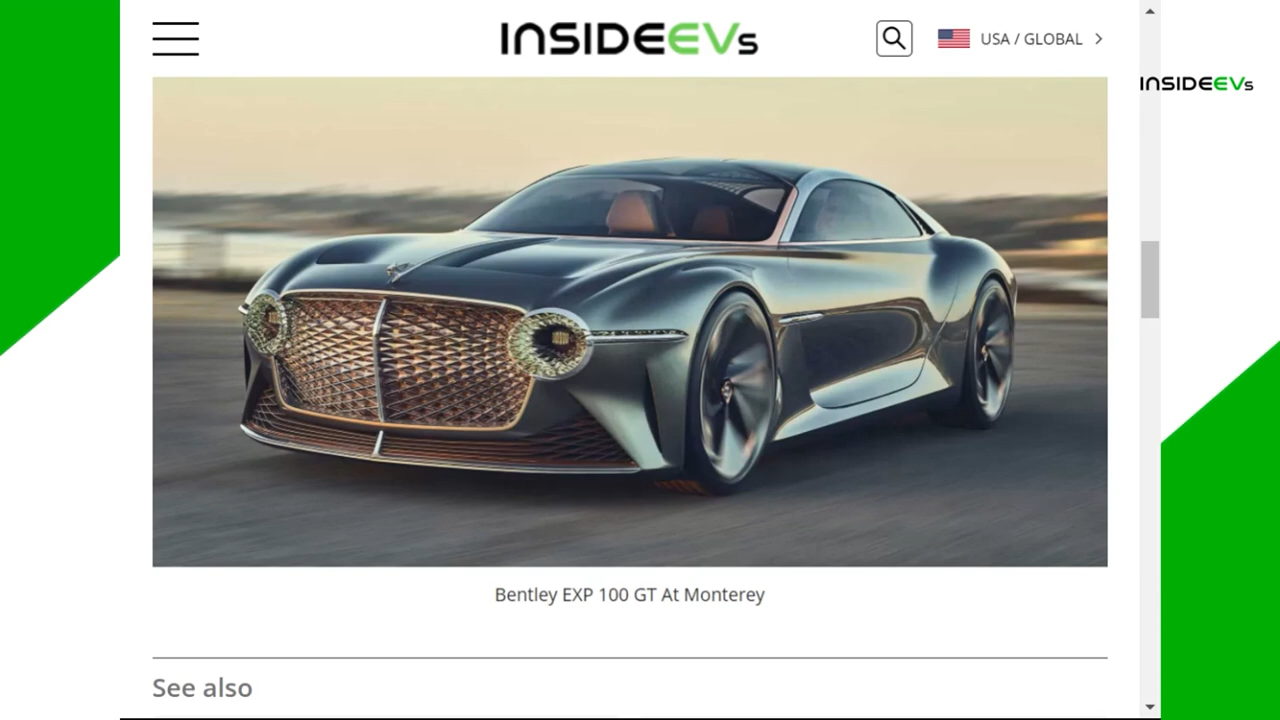 INSIDEEVs
USA / GLOBAL
INSIDEEVs
Bentley EXP 100 GT At Monterey
See also